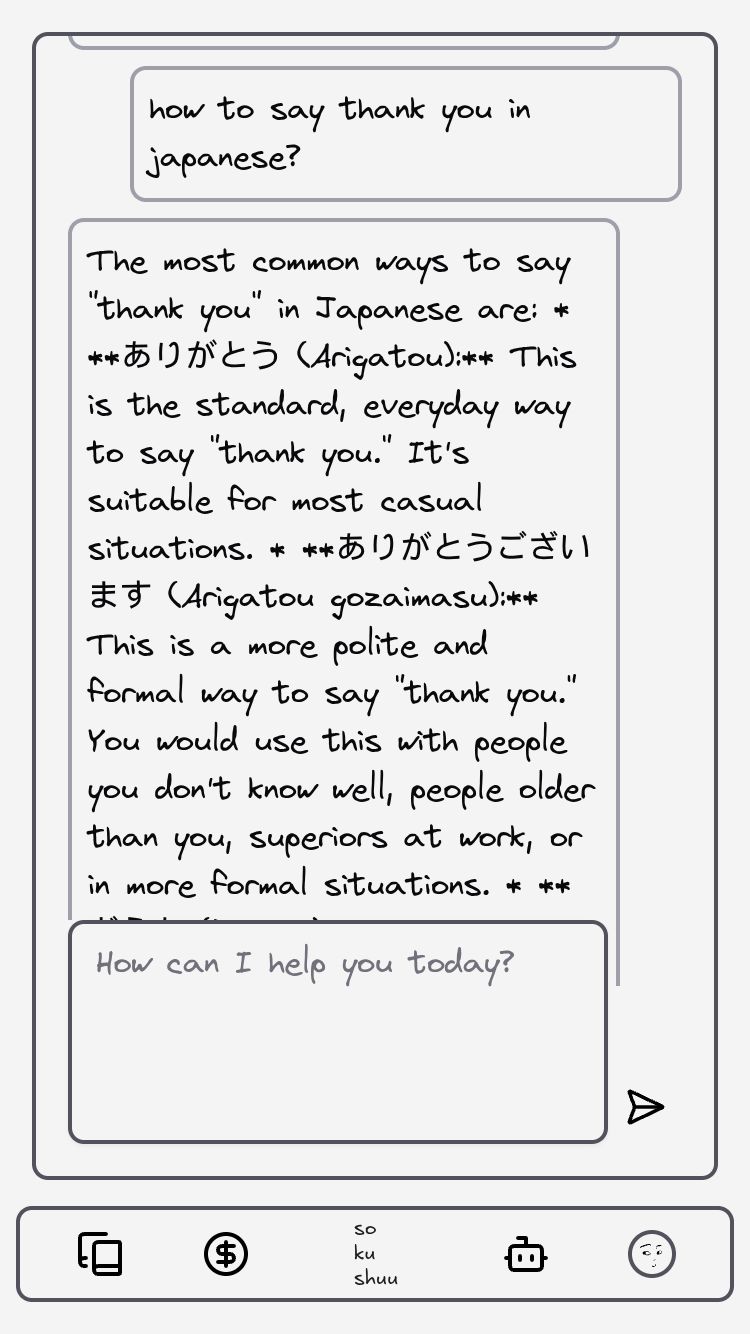 how to say thank you in
japanese?
The most common ways to say
"thank you" in Japanese are: *
**ありがとう (Arigatou):** This
is the standard, everyday way
to say "thank you." It's
suitable for most casual
situations. * **ありがとうござい
ます (Arigatou gozaimasu):**
This is a more polite and
formal way to say "thank you."
You would use this with people
you don't know well, people older
than you, superiors at work, or
in more formal situations. * **
How can I help you today?
so
ku
shuu